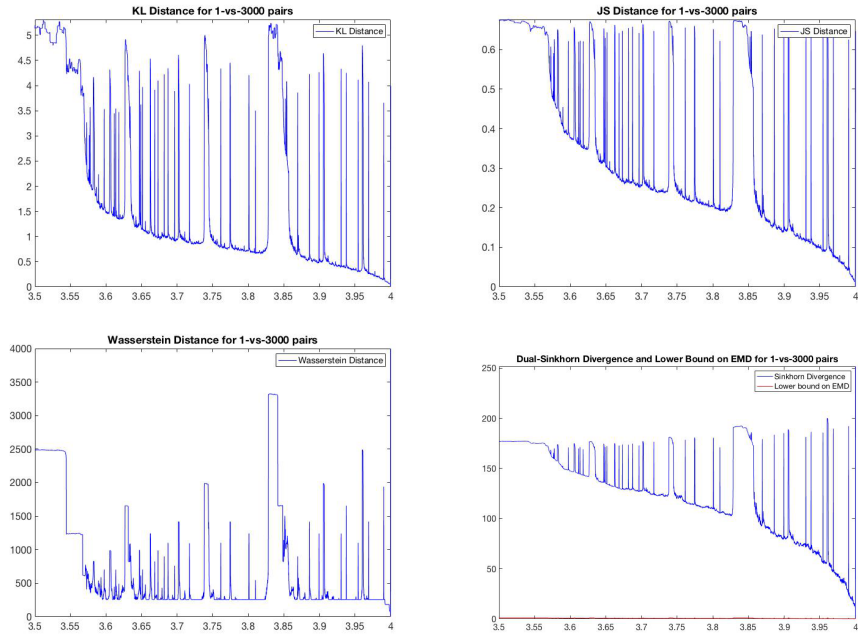 KL Distance for 1-vs-3000 pairs
KL Distance
5
4.5
4
3.5
3
2.5
2
1.5
1
0.5
0
3.5 3.55 3.6 3.65 3.7 3.75 3.8 3.85 3.9 3.95 4
JS Distance for 1-vs-3000 pairs
JS Distance
0.6
0.5
0.4
0.3
0.2
0.1
0
3.5 3.55 3.6 3.65 3.7 3.75 3.8 3.85 3.9 3.95 4
Wasserstein Distance for 1-vs-3000 pairs
Wasserstein Distance
4000
3500
3000
2500
2000
1500
1000
500
0
3.5 3.55 3.6 3.65 3.7 3.75 3.8 3.85 3.9 3.95 4
Dual-Sinkhorn Divergence and Lower Bound on EMD for 1-vs-3000 pairs
Sinkhorn Divergence
Lower bound on EMD
250
200
150
100
50
0
3.5 3.55 3.6 3.65 3.7 3.75 3.8 3.85 3.9 3.95 4